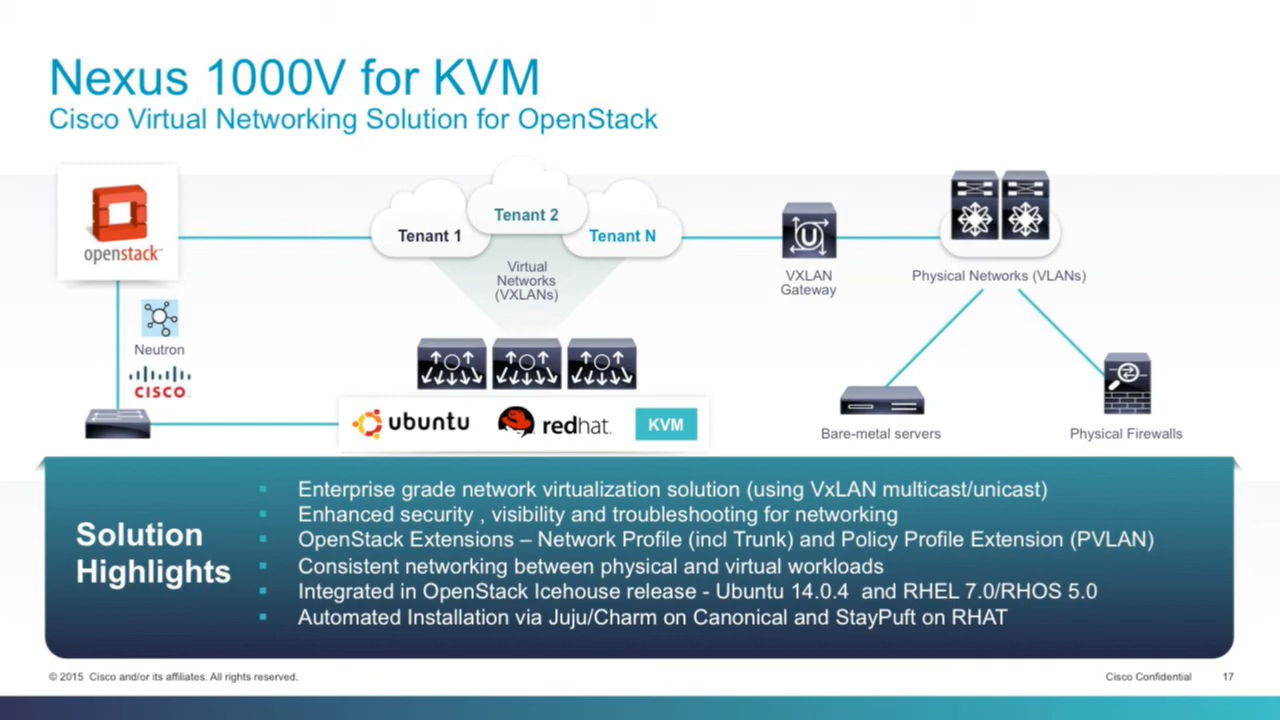 Nexus 1000V for KVM
Cisco Virtual Networking Solution for OpenStack
openstack™
Tenant 1
Tenant 2
Tenant N
Virtual
Networks
(VXLANs)
U
VXLAN
Gateway
Physical Networks (VLANs)
Neutron
CISCO
ubuntu
redhat.
KVM
Bare-metal servers
Physical Firewalls
Solution
Highlights
▪ Enterprise grade network virtualization solution (using VxLAN multicast/unicast)
▪ Enhanced security , visibility and troubleshooting for networking
▪ OpenStack Extensions – Network Profile (incl Trunk) and Policy Profile Extension (PVLAN)
▪ Consistent networking between physical and virtual workloads
▪ Integrated in OpenStack Icehouse release - Ubuntu 14.0.4 and RHEL 7.0/RHOS 5.0
▪ Automated Installation via Juju/Charm on Canonical and StayPuft on RHAT
© 2015 Cisco and/or its affiliates. All rights reserved.
Cisco Confidential
17